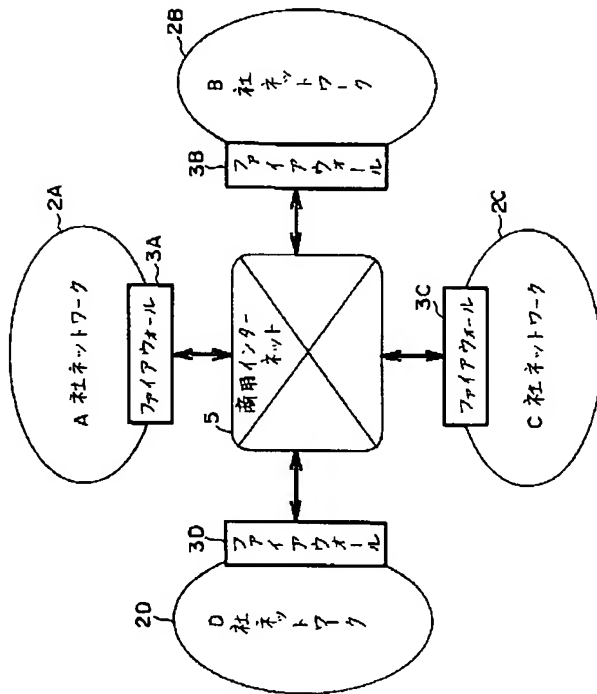 2A
A 社ネットワーク
3A
ファイアウォール
2D
D社ネットワーク
3D
ファイアウォール
5
商用インター
ネット
3B
ファイアウォール
2B
B社ネットワーク
3C
ファイアウォール
2C
C 社ネットワーク